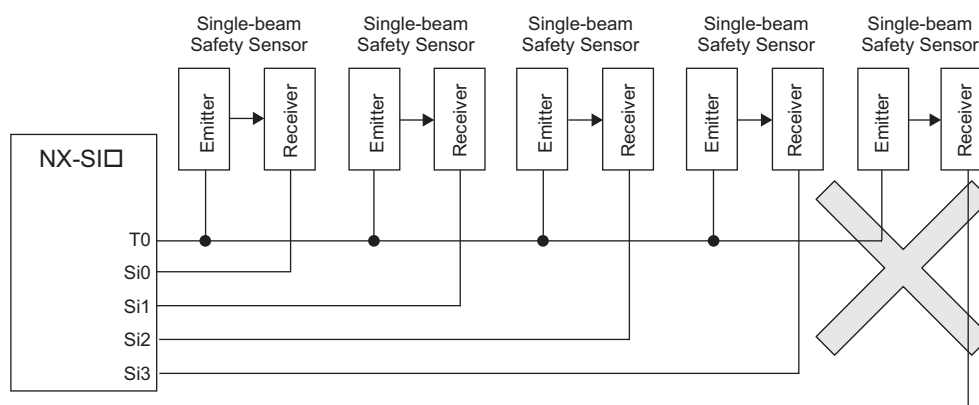 Single-beam
Safety Sensor
Single-beam
Safety Sensor
Single-beam
Safety Sensor
Single-beam
Safety Sensor
Single-beam
Safety Sensor
Emitter
Receiver
Emitter
Receiver
Emitter
Receiver
Emitter
Receiver
Emitter
Receiver
NX-SI□
T0
Si0
Si1
Si2
Si3